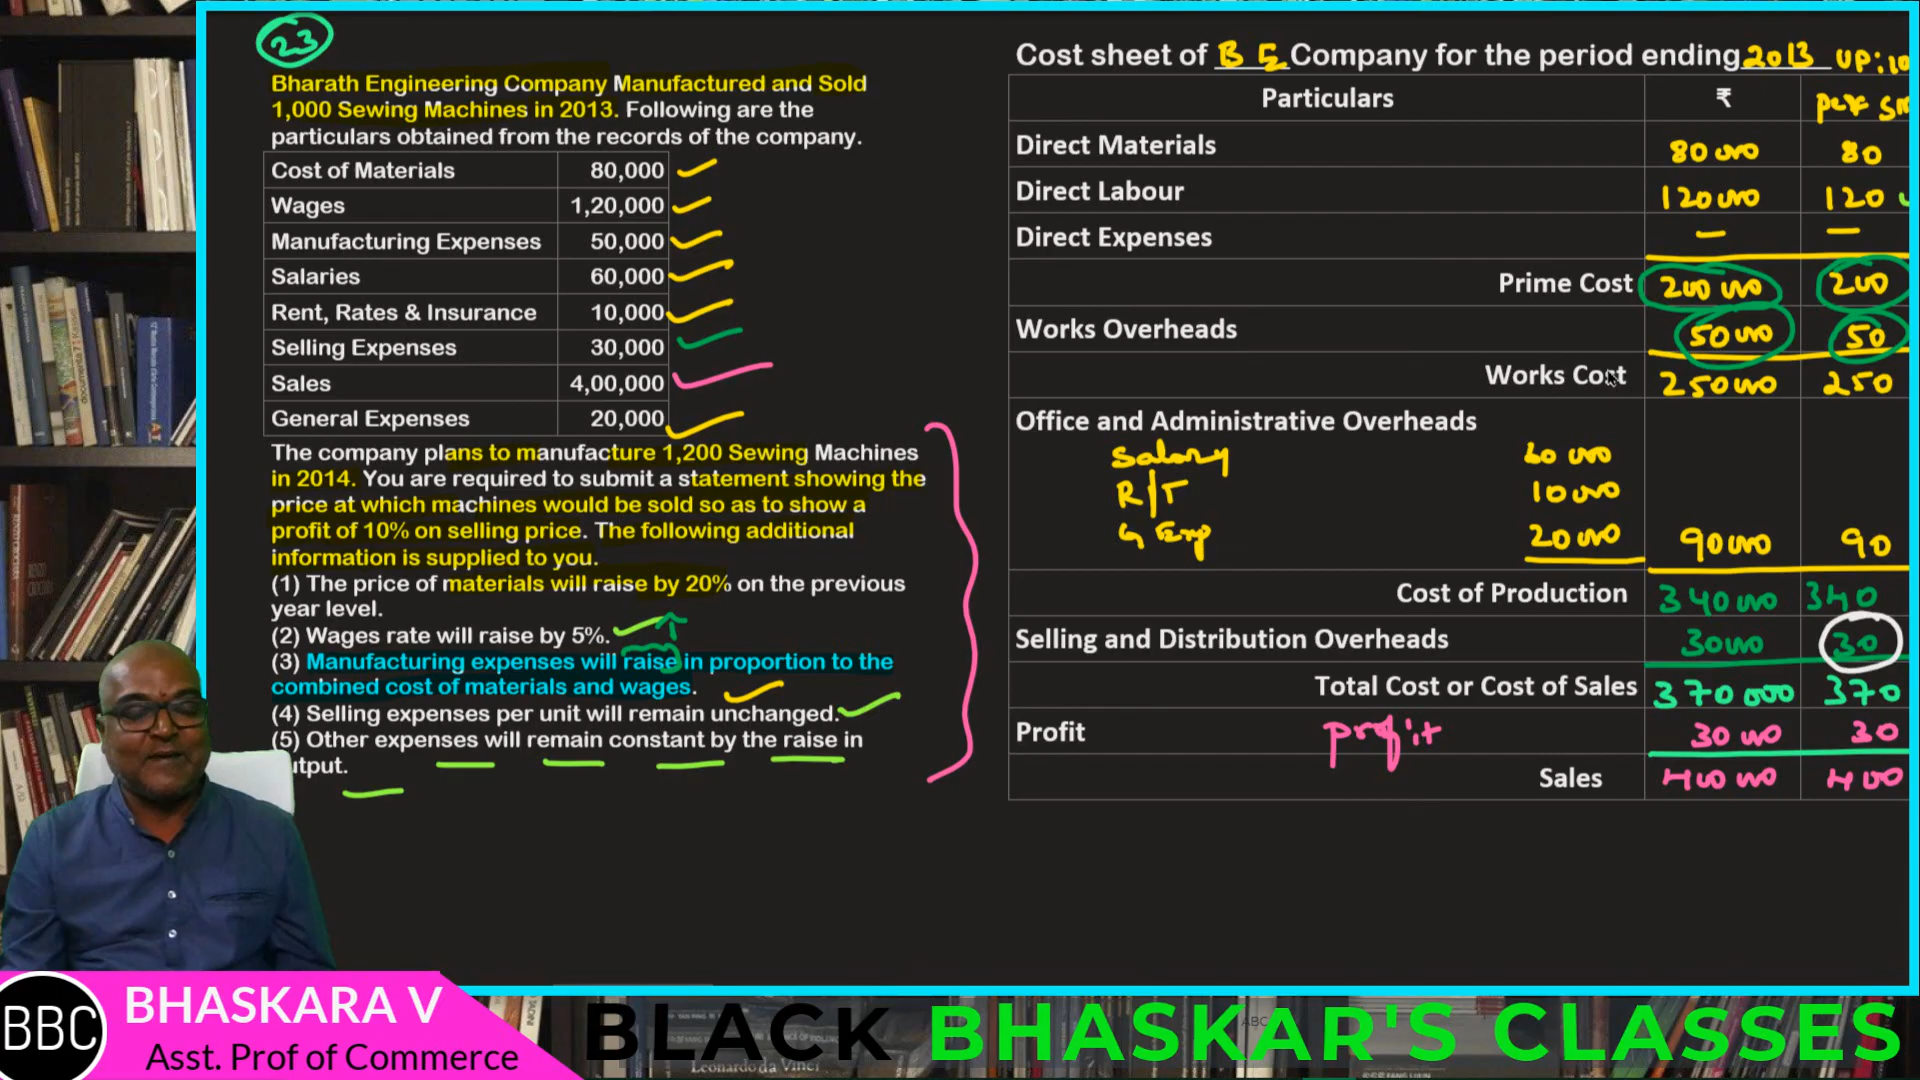 23
Bharath Engineering Company Manufactured and Sold
1,000 Sewing Machines in 2013. Following are the
particulars obtained from the records of the company.
Cost of Materials 80,000
Wages 1,20,000
Manufacturing Expenses 50,000
Salaries 60,000
Rent, Rates & Insurance 10,000
Selling Expenses 30,000
Sales 4,00,000
General Expenses 20,000
The company plans to manufacture 1,200 Sewing Machines
in 2014. You are required to submit a statement showing the
price at which machines would be sold so as to show a
profit of 10% on selling price. The following additional
information is supplied to you.
(1) The price of materials will raise by 20% on the previous
year level.
(2) Wages rate will raise by 5%.
(3) Manufacturing expenses will raise in proportion to the
combined cost of materials and wages.
(4) Selling expenses per unit will remain unchanged.
(5) Other expenses will remain constant by the raise in
utput.
Cost sheet of B E Company for the period ending 2013 UP:10
Particulars ₹ per SM
Direct Materials 80000 80
Direct Labour 120000 120
Direct Expenses — —
Prime Cost 200000 200
Works Overheads 50000 50
Works Cost 250000 250
Office and Administrative Overheads
Salary 60000
R/T 10000
G Exp 20000 90000 90
Cost of Production 340000 340
Selling and Distribution Overheads 30000 30
Total Cost or Cost of Sales 370000 370
Profit profit 30000 30
Sales 400000 400
BBC
BHASKARA V
Asst. Prof of Commerce
BLACK BHASKAR'S CLASSES
ABC
Leonardo da Vinci